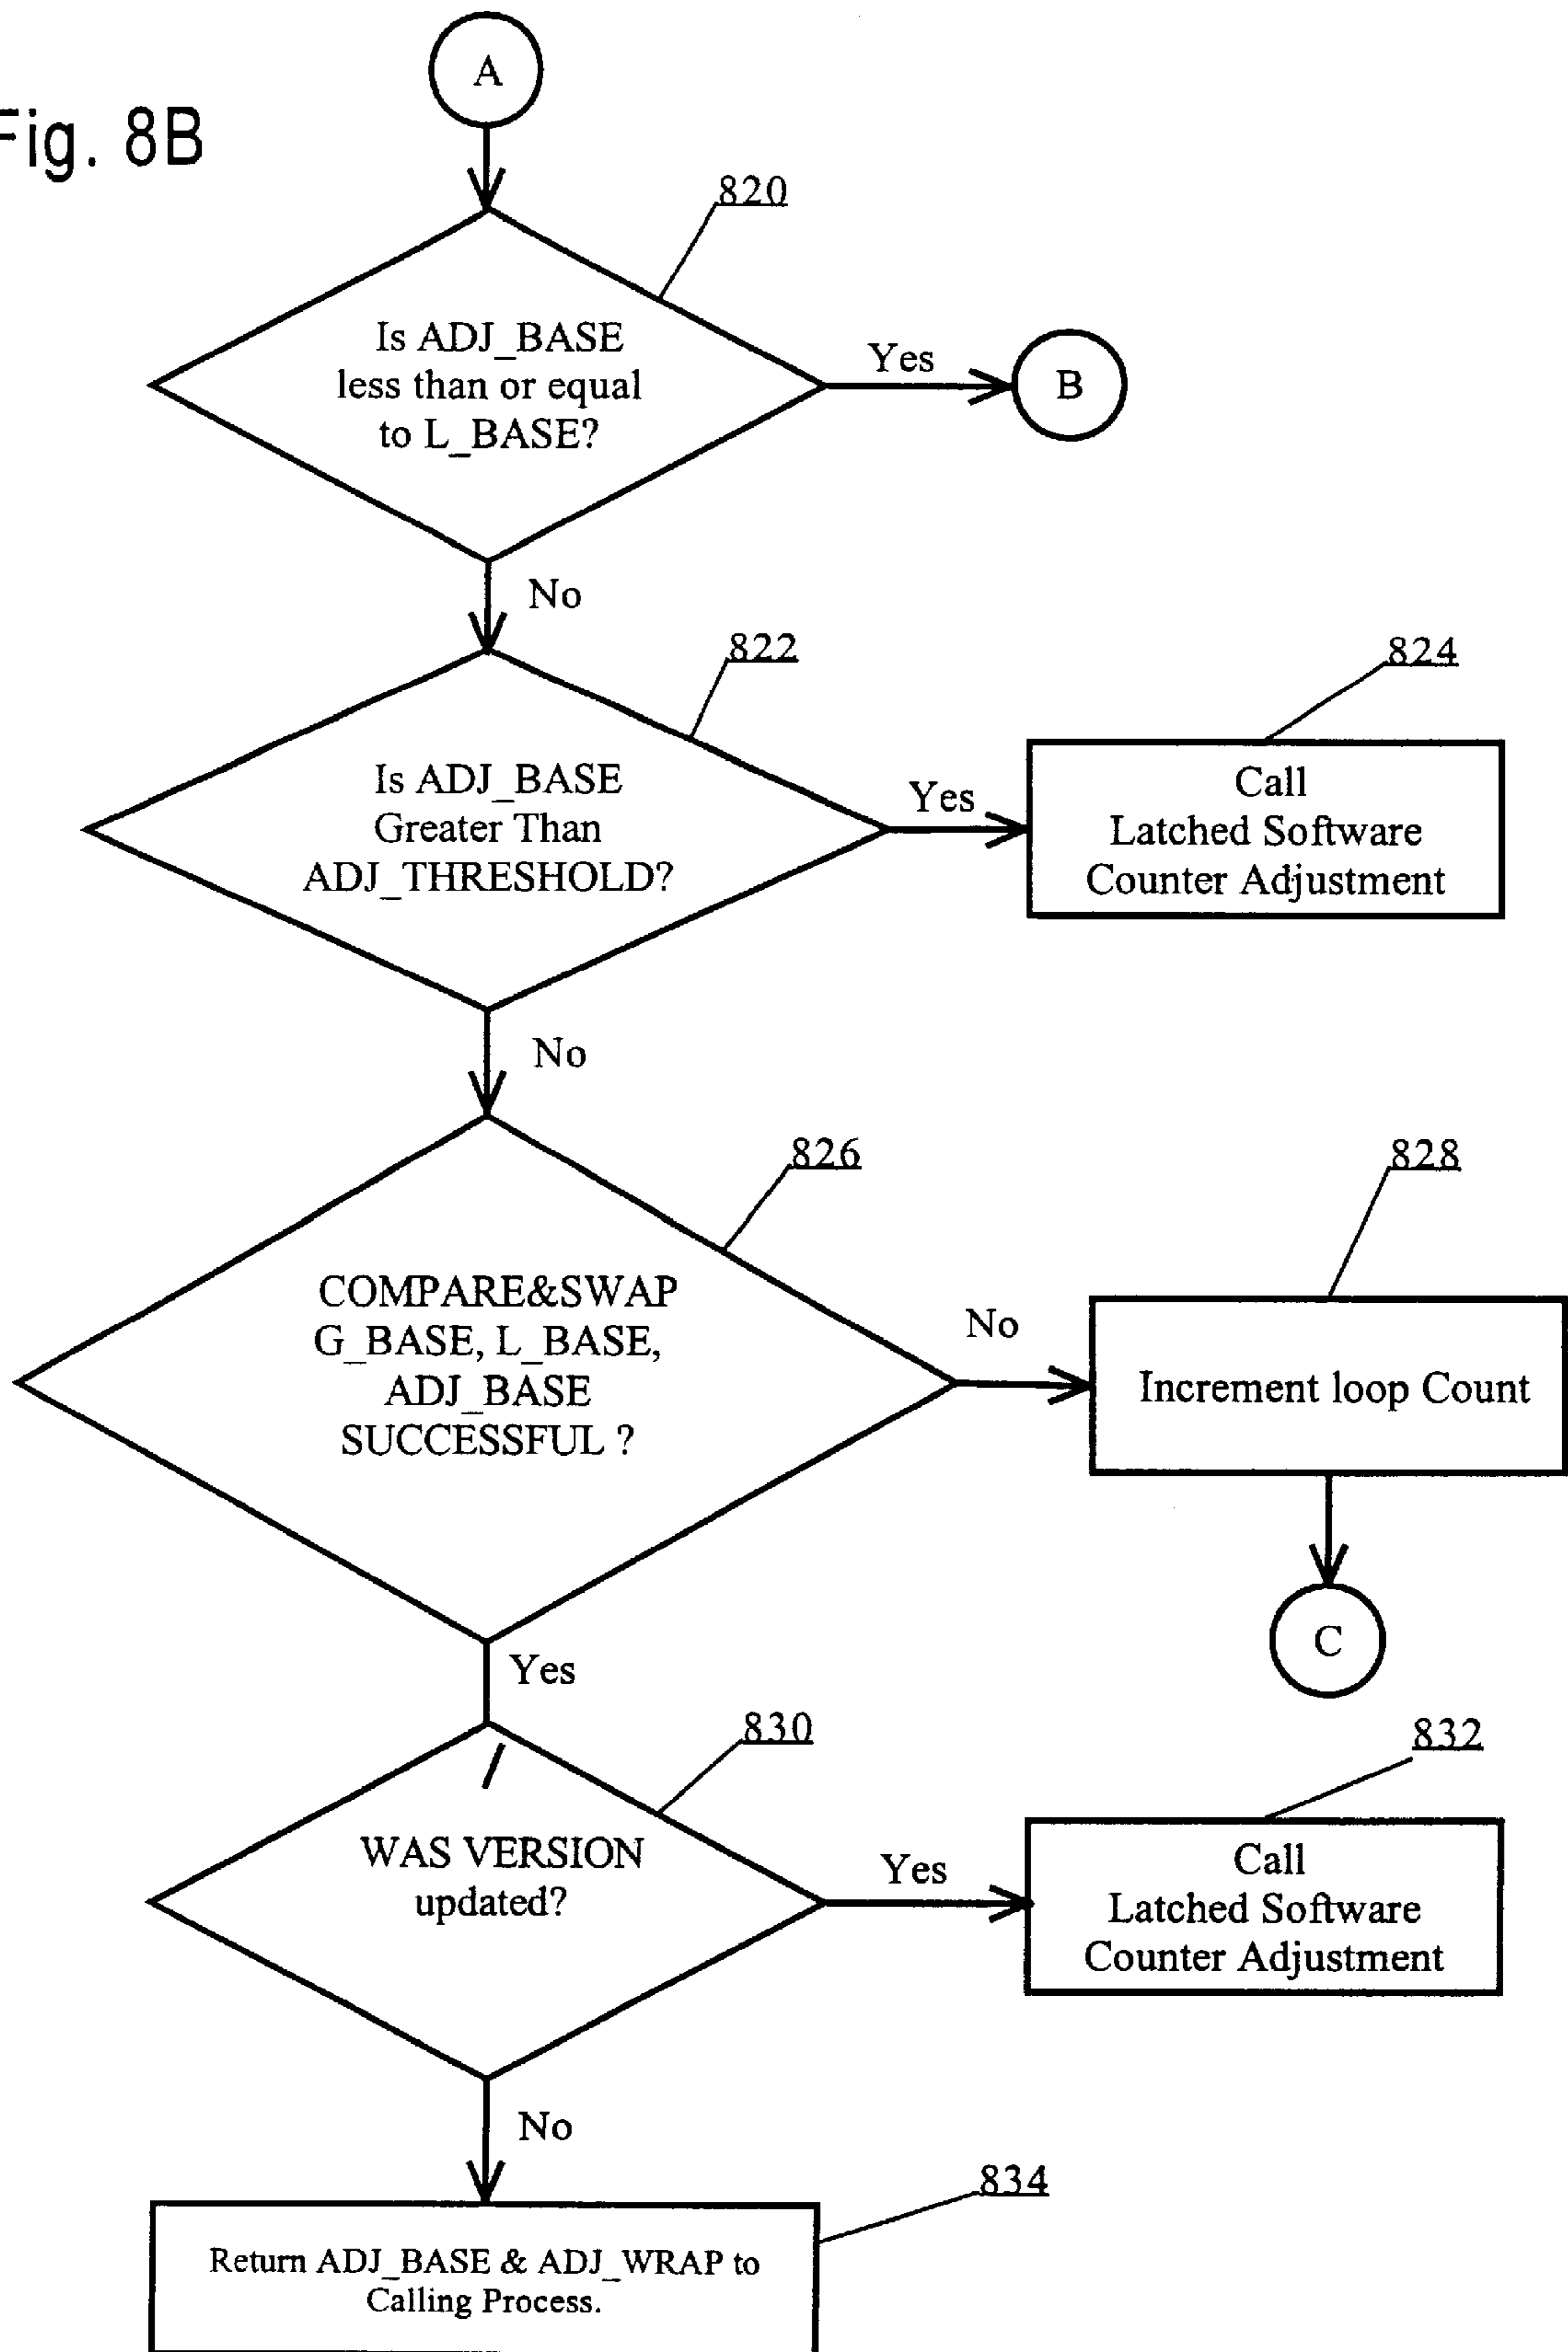 A
Fig. 8B
820
Is ADJ_BASE
less than or equal
to L_BASE?
Yes
B
No
822
824
Is ADJ_BASE
Greater Than
ADJ_THRESHOLD?
Yes
Call
Latched Software
Counter Adjustment
No
826
828
COMPARE&SWAP
G_BASE, L_BASE,
ADJ_BASE
SUCCESSFUL ?
No
Increment loop Count
C
Yes
830
832
WAS VERSION
updated?
Yes
Call
Latched Software
Counter Adjustment
No
834
Return ADJ_BASE & ADJ_WRAP to
Calling Process.